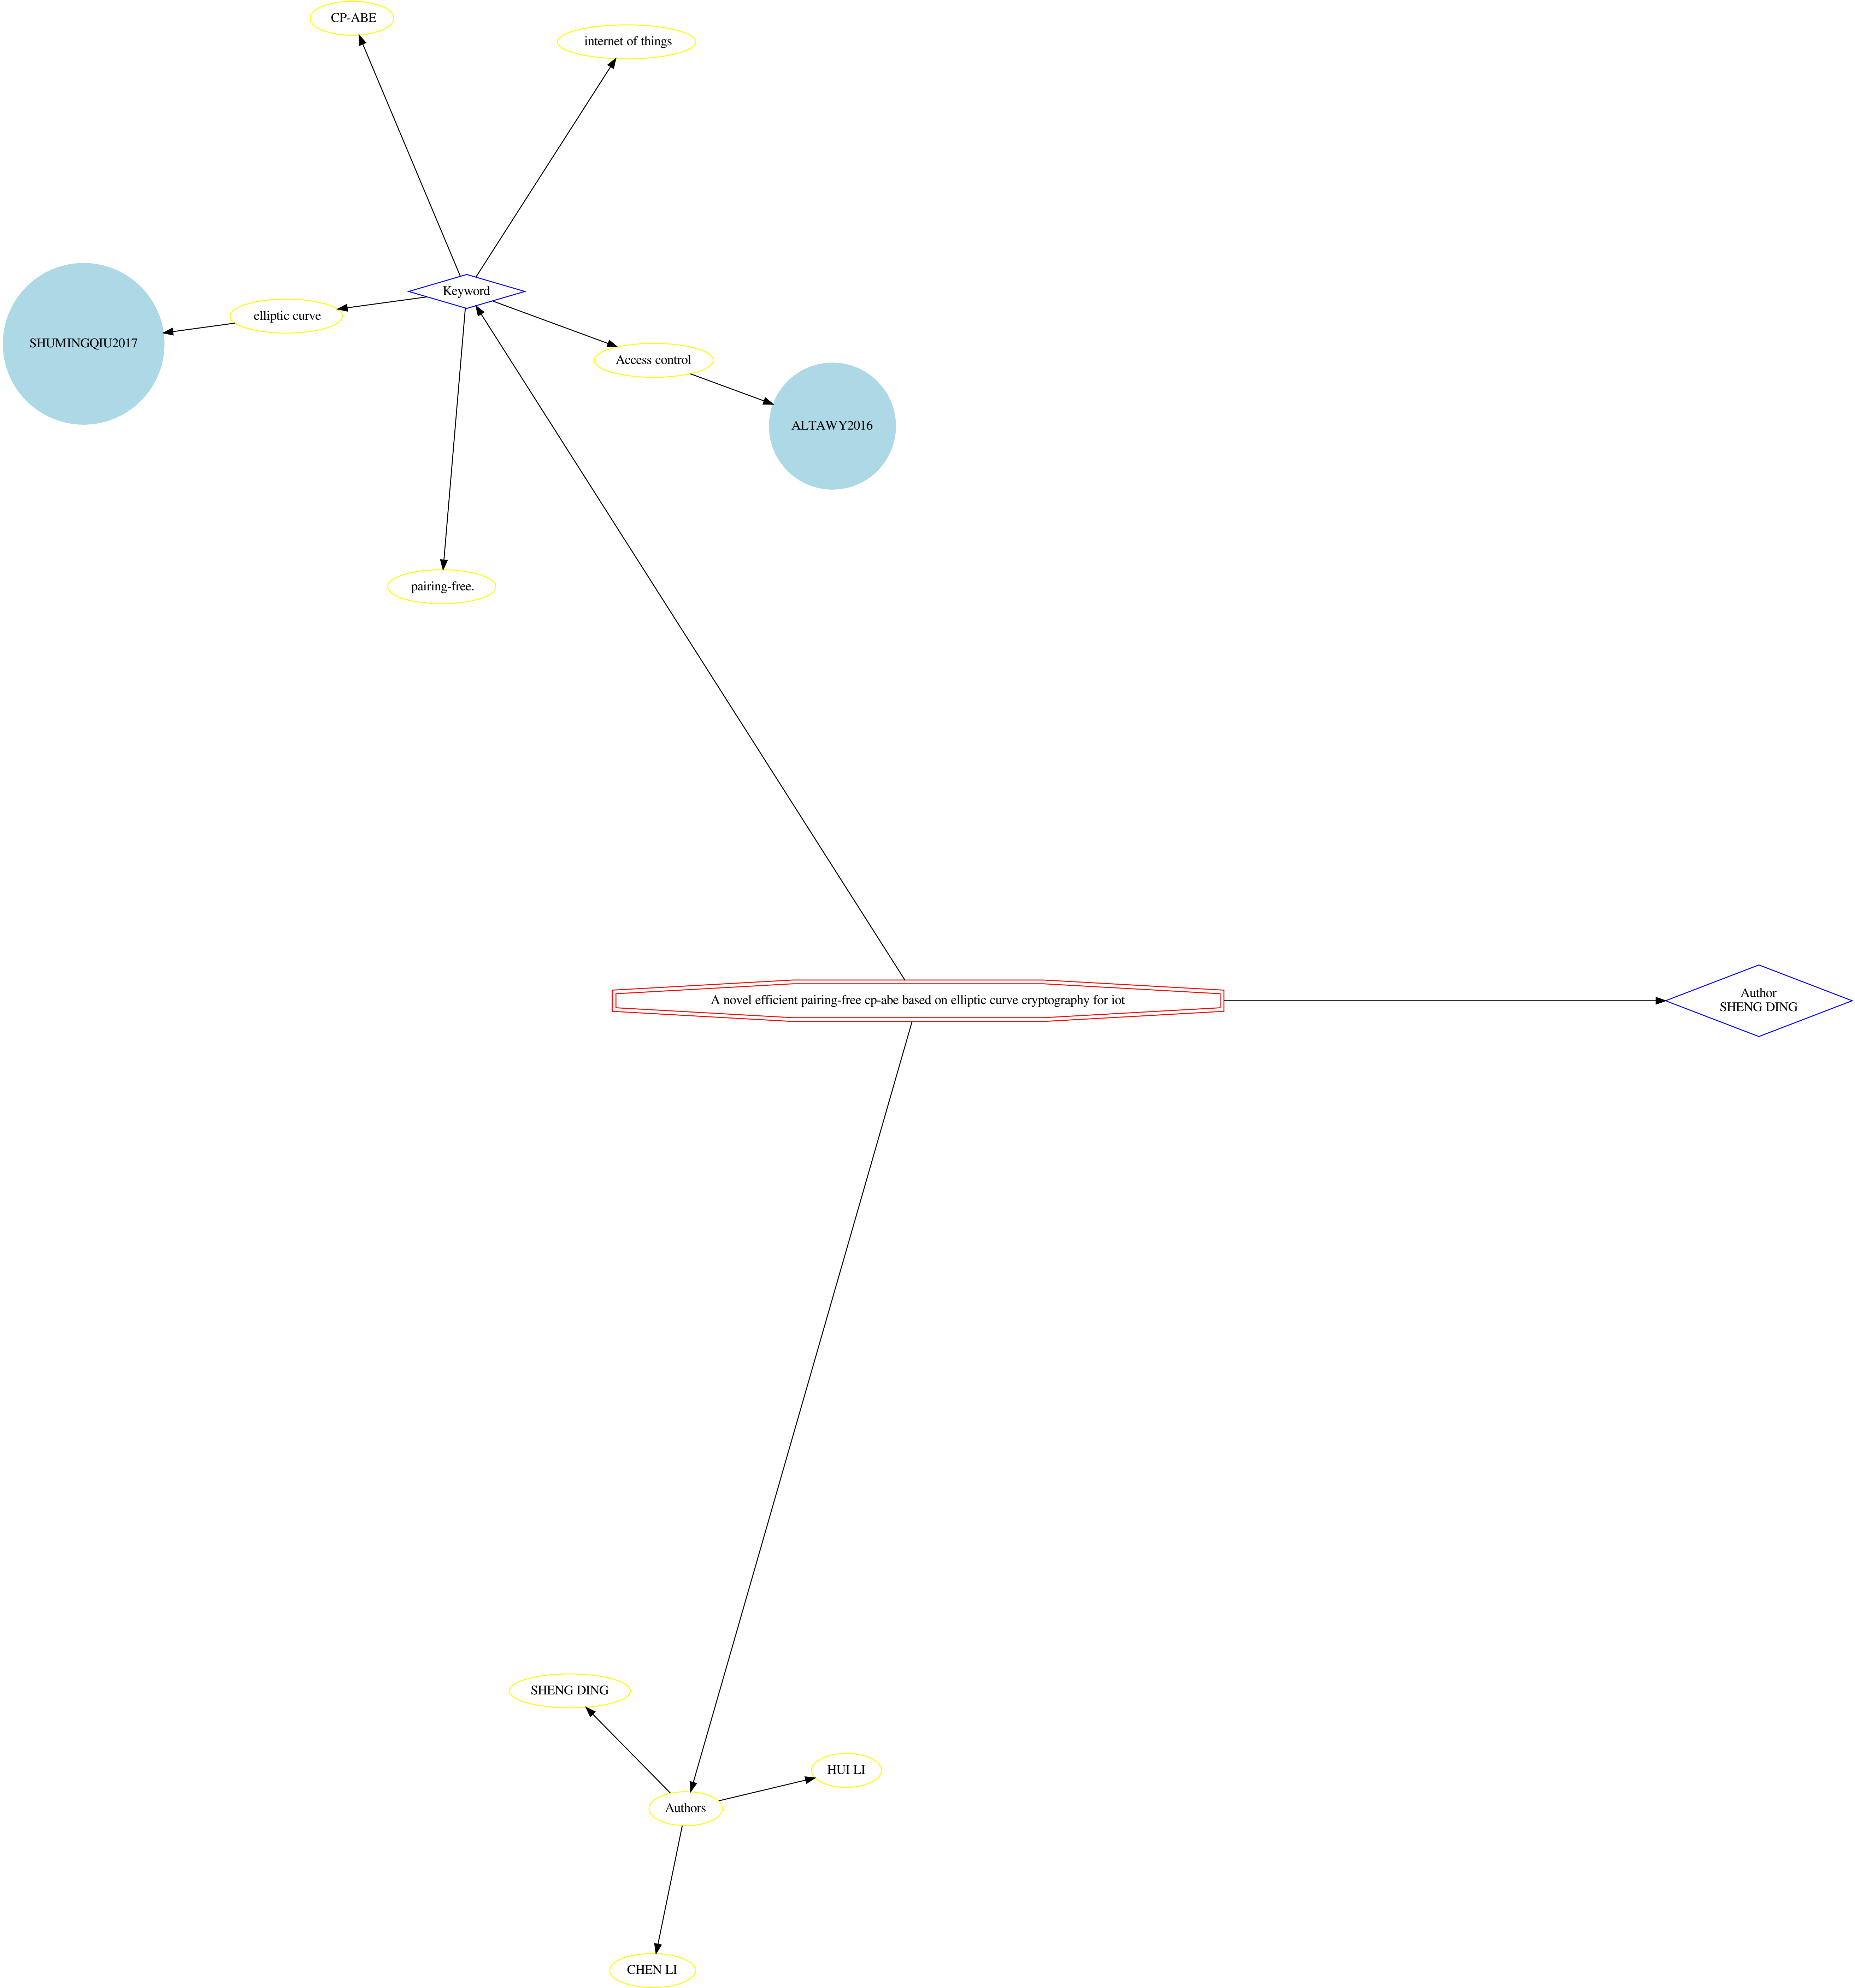 CP-ABE
internet of things
Keyword
elliptic curve
SHUMINGQIU2017
Access control
ALTAWY2016
pairing-free.
A novel efficient pairing-free cp-abe based on elliptic curve cryptography for iot
Author
SHENG DING
SHENG DING
HUI LI
Authors
CHEN LI